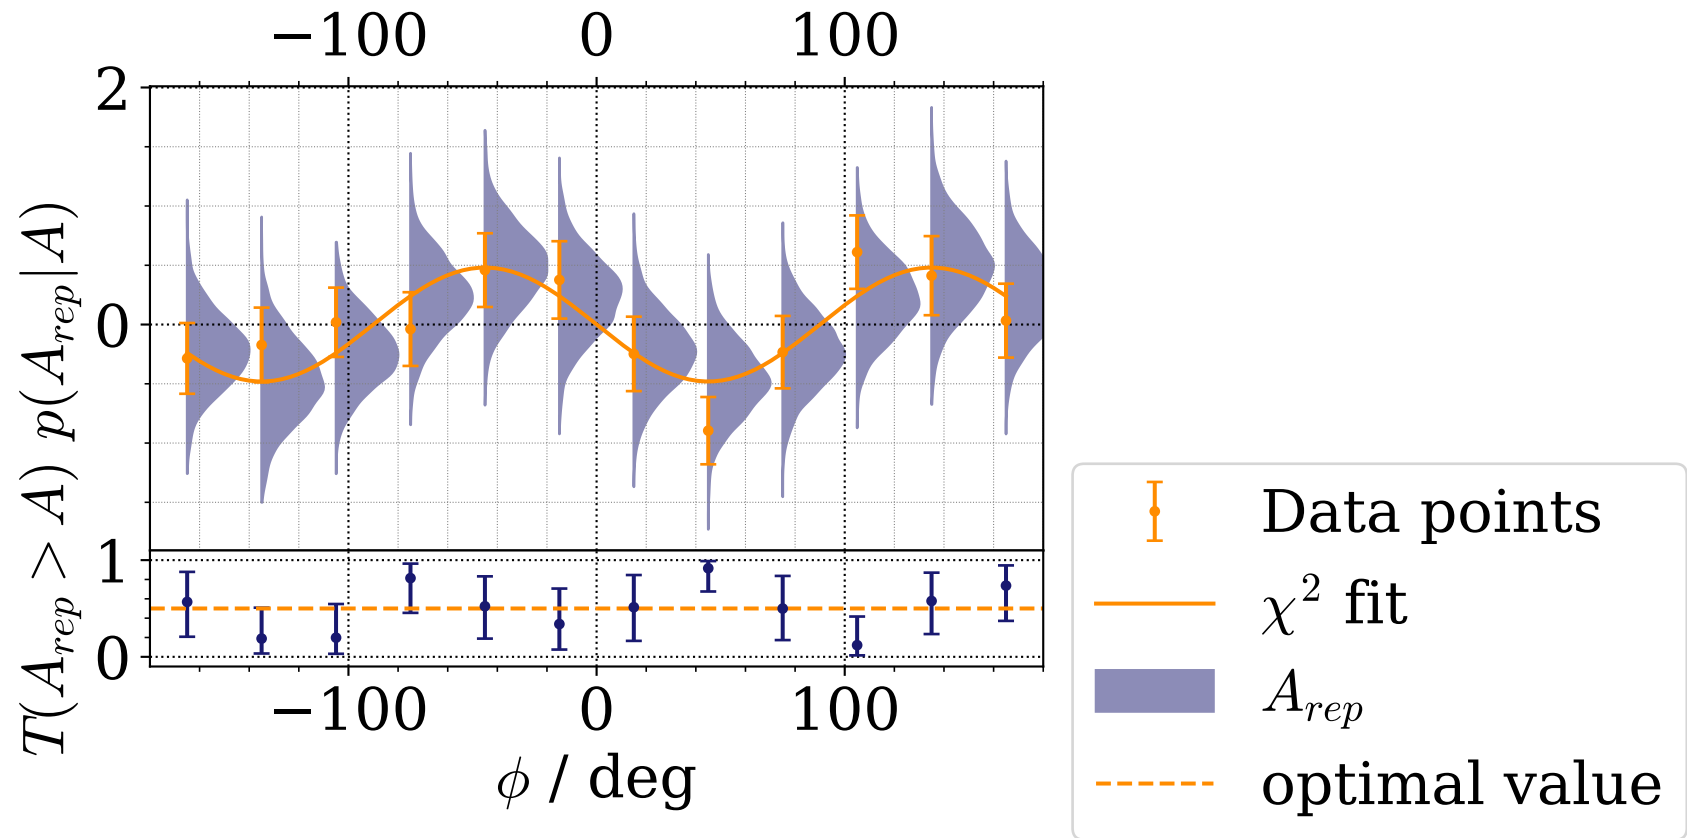 −100 0 100
2
0
1
0
T(A_rep > A) p(A_rep|A)
−100 0 100
ϕ / deg
Data points
χ² fit
A_rep
optimal value